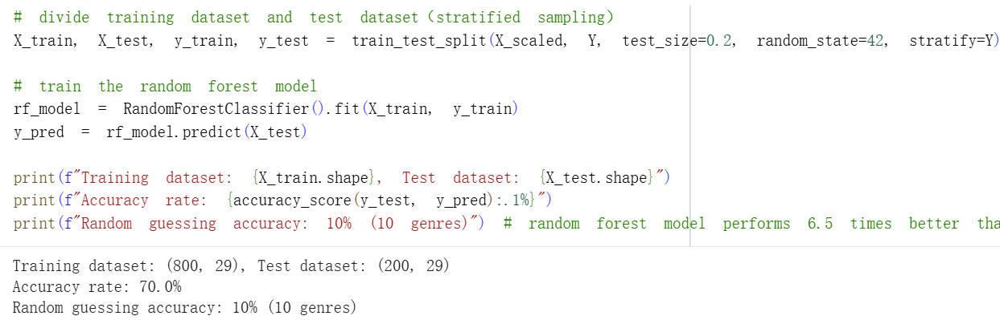 # divide training dataset and test dataset（stratified sampling）
X_train, X_test, y_train, y_test = train_test_split(X_scaled, Y, test_size=0.2, random_state=42, stratify=Y)
# train the random forest model
rf_model = RandomForestClassifier().fit(X_train, y_train)
y_pred = rf_model.predict(X_test)
print(f"Training dataset: {X_train.shape}, Test dataset: {X_test.shape}")
print(f"Accuracy rate: {accuracy_score(y_test, y_pred):.1%}")
print(f"Random guessing accuracy: 10% (10 genres)") # random forest model performs 6.5 times better tha
Training dataset: (800, 29), Test dataset: (200, 29)
Accuracy rate: 70.0%
Random guessing accuracy: 10% (10 genres)